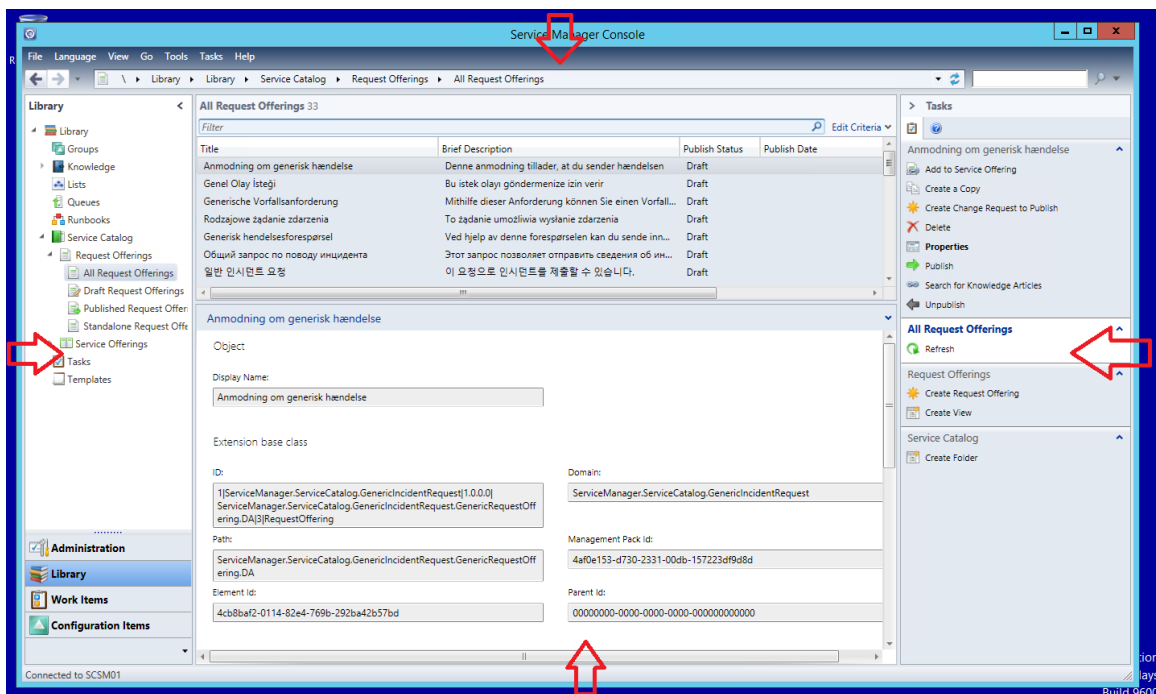 Service Manager Console
File Language View Go Tools Tasks Help
\ Library Library Service Catalog Request Offerings All Request Offerings
Library
Library
Groups
Knowledge
Lists
Queues
Runbooks
Service Catalog
Request Offerings
All Request Offerings
Draft Request Offerings
Published Request Offeri
Standalone Request Offe
Service Offerings
Tasks
Templates
Administration
Library
Work Items
Configuration Items
All Request Offerings 33
Filter Edit Criteria
Title Brief Description Publish Status Publish Date
Anmodning om generisk hændelse Denne anmodning tillader, at du sender hændelsen Draft
Genel Olay İsteği Bu istek olayı göndermenize izin verir Draft
Generische Vorfallsanforderung Mithilfe dieser Anforderung können Sie einen Vorfall... Draft
Rodzajowe żądanie zdarzenia To żądanie umożliwia wysłanie zdarzenia Draft
Generisk hendelsesforespørsel Ved hjelp av denne forespørselen kan du sende inn... Draft
Общий запрос по поводу инцидента Этот запрос позволяет отправить сведения об ин... Draft
일반 인시던트 요청 이 요청으로 인시던트를 제출할 수 있습니다. Draft
Anmodning om generisk hændelse
Object
Display Name:
Anmodning om generisk hændelse
Extension base class
ID:
1|ServiceManager.ServiceCatalog.GenericIncidentRequest|1.0.0.0|
ServiceManager.ServiceCatalog.GenericIncidentRequest.GenericRequestOff
ering.DA|3|RequestOffering
Domain:
ServiceManager.ServiceCatalog.GenericIncidentRequest
Path:
ServiceManager.ServiceCatalog.GenericIncidentRequest.GenericRequestOff
ering.DA
Management Pack Id:
4af0e153-d730-2331-00db-157223df9d8d
Element Id:
4cb8baf2-0114-82e4-769b-292ba42b57bd
Parent Id:
00000000-0000-0000-0000-000000000000
Tasks
Anmodning om generisk hændelse
Add to Service Offering
Create a Copy
Create Change Request to Publish
Delete
Properties
Publish
Search for Knowledge Articles
Unpublish
All Request Offerings
Refresh
Request Offerings
Create Request Offering
Create View
Service Catalog
Create Folder
Connected to SCSM01
Build 9600